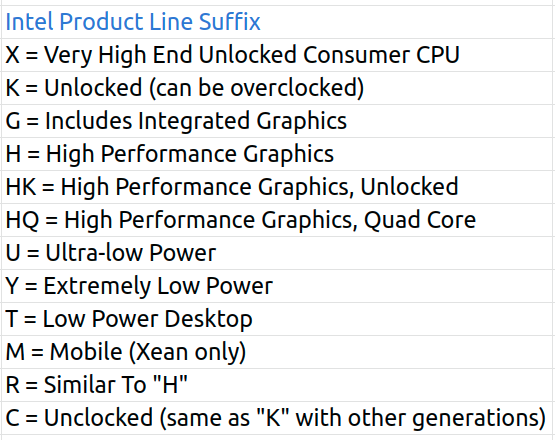 Intel Product Line Suffix
X = Very High End Unlocked Consumer CPU
K = Unlocked (can be overclocked)
G = Includes Integrated Graphics
H = High Performance Graphics
HK = High Performance Graphics, Unlocked
HQ = High Performance Graphics, Quad Core
U = Ultra-low Power
Y = Extremely Low Power
T = Low Power Desktop
M = Mobile (Xean only)
R = Similar To "H"
C = Unclocked (same as "K" with other generations)